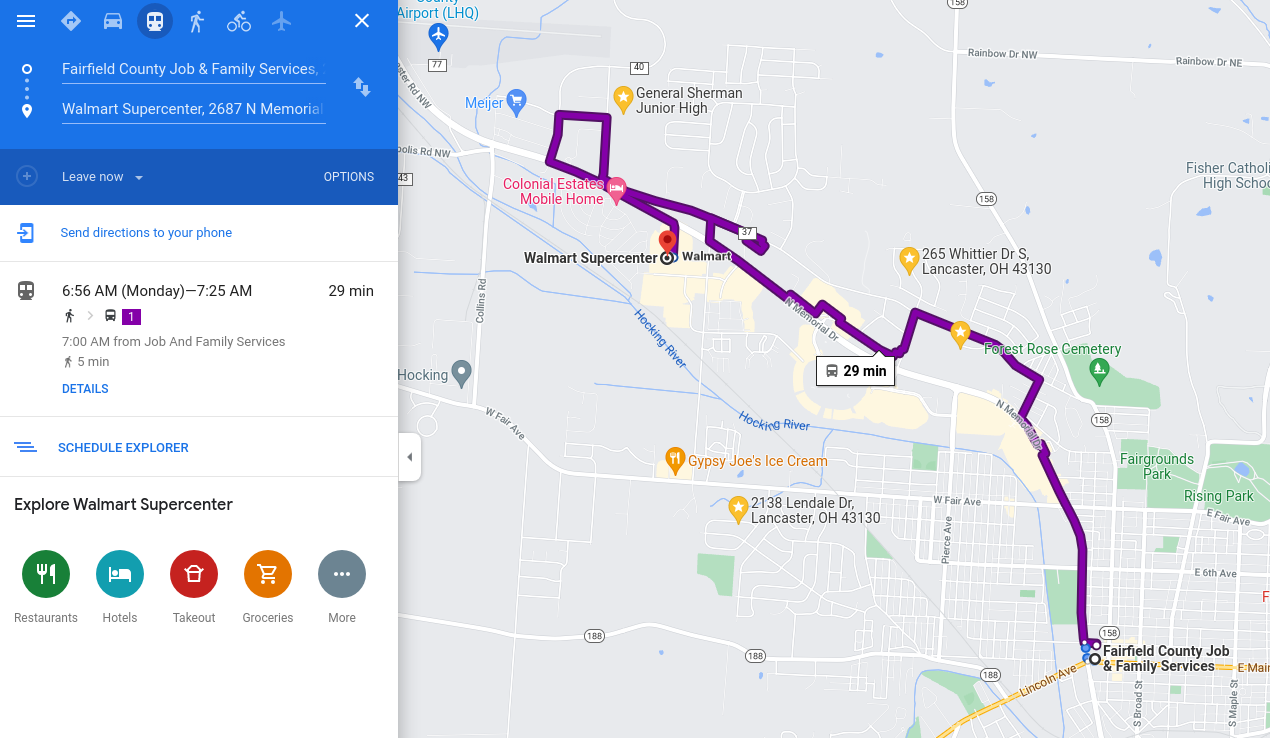 Fairfield County Job & Family Services,
Walmart Supercenter, 2687 N Memorial
Leave now
OPTIONS
Send directions to your phone
6:56 AM (Monday)—7:25 AM
29 min
1
7:00 AM from Job And Family Services
5 min
DETAILS
SCHEDULE EXPLORER
Explore Walmart Supercenter
Restaurants
Hotels
Takeout
Groceries
More
County
Airport (LHQ)
158
Rainbow Dr NW
Rainbow Dr NE
77
40
Meijer
General Sherman
Junior High
43
Colonial Estates
Mobile Home
Fisher Catholic
High School
158
37
Walmart Supercenter
Walmart
265 Whittier Dr S,
Lancaster, OH 43130
Collins Rd
Hocking River
N Memorial Dr
Forest Rose Cemetery
29 min
Hocking
W Fair Ave
Hocking River
N Memorial Dr
158
Gypsy Joe's Ice Cream
Fairgrounds
Park
Rising Park
2138 Lendale Dr,
Lancaster, OH 43130
W Fair Ave
E Fair Ave
Pierce Ave
E 6th Ave
F
188
158
188
Fairfield County Job
& Family Services
188
Lincoln Ave
E Main
S Broad St
S Maple St